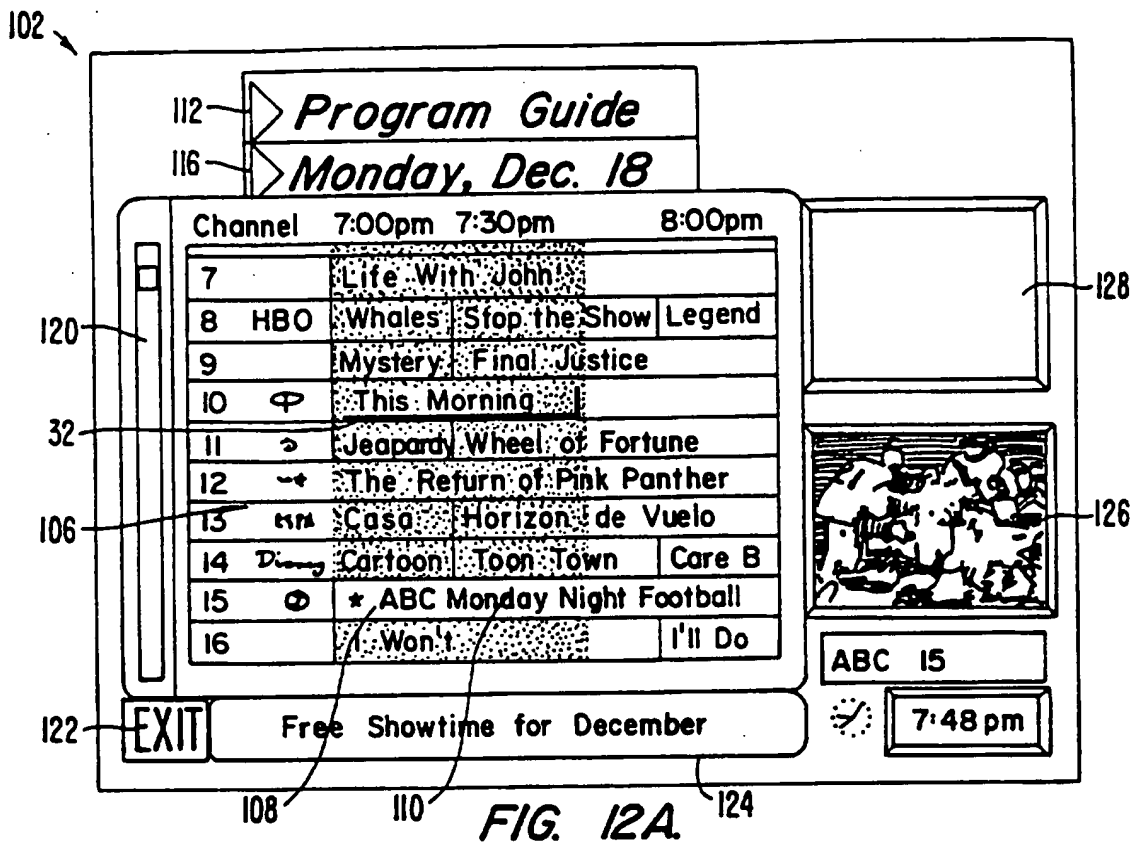 102
112 Program Guide
116 Monday, Dec. 18
Channel 7:00pm 7:30pm 8:00pm
7 Life With John
8 HBO Whales Stop the Show Legend
9 Mystery Final Justice
10 This Morning
11 Jeapardy Wheel of Fortune
12 The Return of Pink Panther
13 Casa Horizon de Vuelo
14 Disney Cartoon Toon Town Care B
15 * ABC Monday Night Football
16 I Won't I'll Do
120
32
106
128
126
ABC 15
122 EXIT Free Showtime for December
7:48 pm
108 110 124
FIG. 12A.